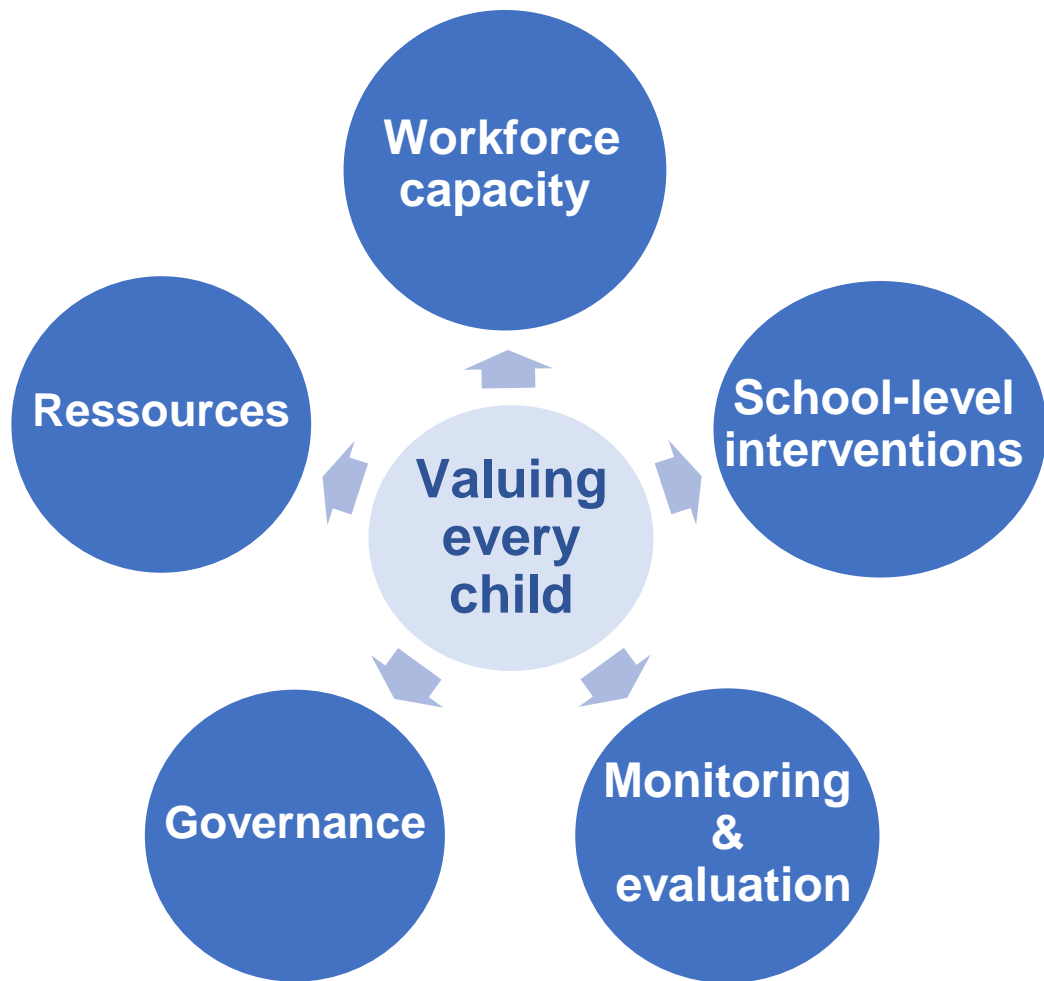 Workforce
capacity
Ressources
School-level
interventions
Valuing
every
child
Governance
Monitoring
&
evaluation